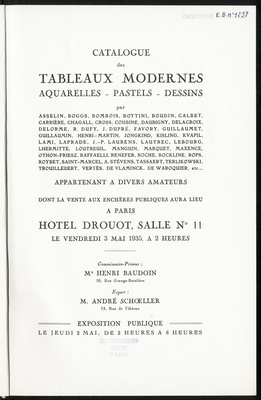 E.B.n°1257
CATALOGUE
des
TABLEAUX MODERNES
AQUARELLES - PASTELS - DESSINS
par
ASSELIN, BOGGS, BOMBOIS, BOTTINI, BOUDIN, CALBET,
CARRIÈRE, CHAGALL, CROSS, COUBINE, DAUBIGNY, DELACROIX,
DELORME, R. DUFY, J. DUPRÉ, FAVORY, GUILLAUMET,
GUILLAUMIN, HENRI-MARTIN, JONGKIND, KISLING, KVAPIL,
LAMI, LAPRADE, J.-P. LAURENS, LAUTREC, LEBOURG,
LHERMITTE, LOUTREUIL, MANGUIN, MARQUET, MAXENCE,
OTHON-FRIESZ, RAFFAELLI, RENEFER, ROCHE, ROCKLINE, ROPS,
ROYBET, SAINT-MARCEL, A. STEVENS, TASSAERT, TERLIKOWSKI,
TROUILLEBERT, VERTÈS, DE VLAMINCK, DE WAROQUIER, etc...
APPARTENANT A DIVERS AMATEURS
DONT LA VENTE AUX ENCHÈRES PUBLIQUES AURA LIEU
A PARIS
HOTEL DROUOT, SALLE N° 11
LE VENDREDI 3 MAI 1935, A 2 HEURES
Commissaire-Priseur :
Me HENRI BAUDOIN
10, Rue Grange-Batelière
Expert :
M. ANDRÉ SCHŒLLER
13, Rue de Téhéran
EXPOSITION PUBLIQUE
LE JEUDI 2 MAI, DE 2 HEURES A 6 HEURES